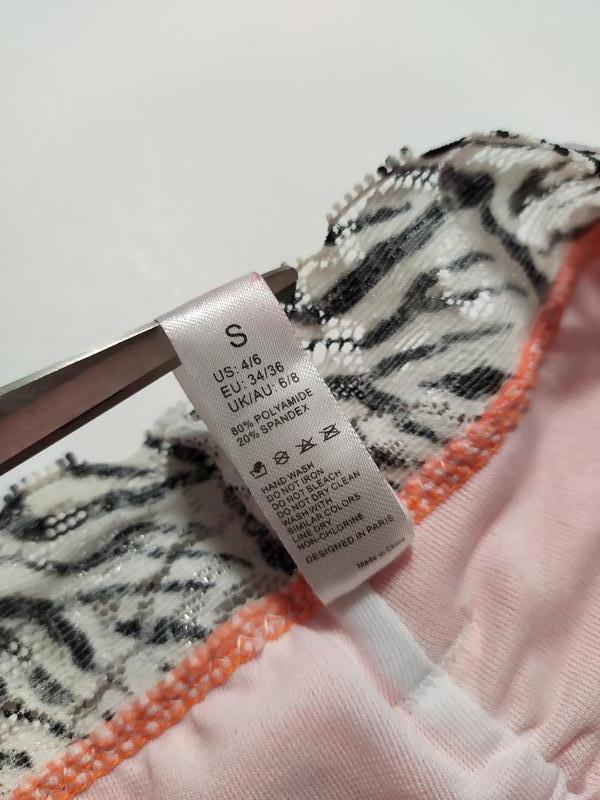 S
US: 4/6
EU: 34/36
UK/AU: 6/8
80% POLYAMIDE
20% SPANDEX
HAND WASH
DO NOT IRON
DO NOT BLEACH
DO NOT DRY CLEAN
WASH WITH
SIMILAR COLORS
LINE DRY
NON-CHLORINE
DESIGNED IN PARIS
Made in China